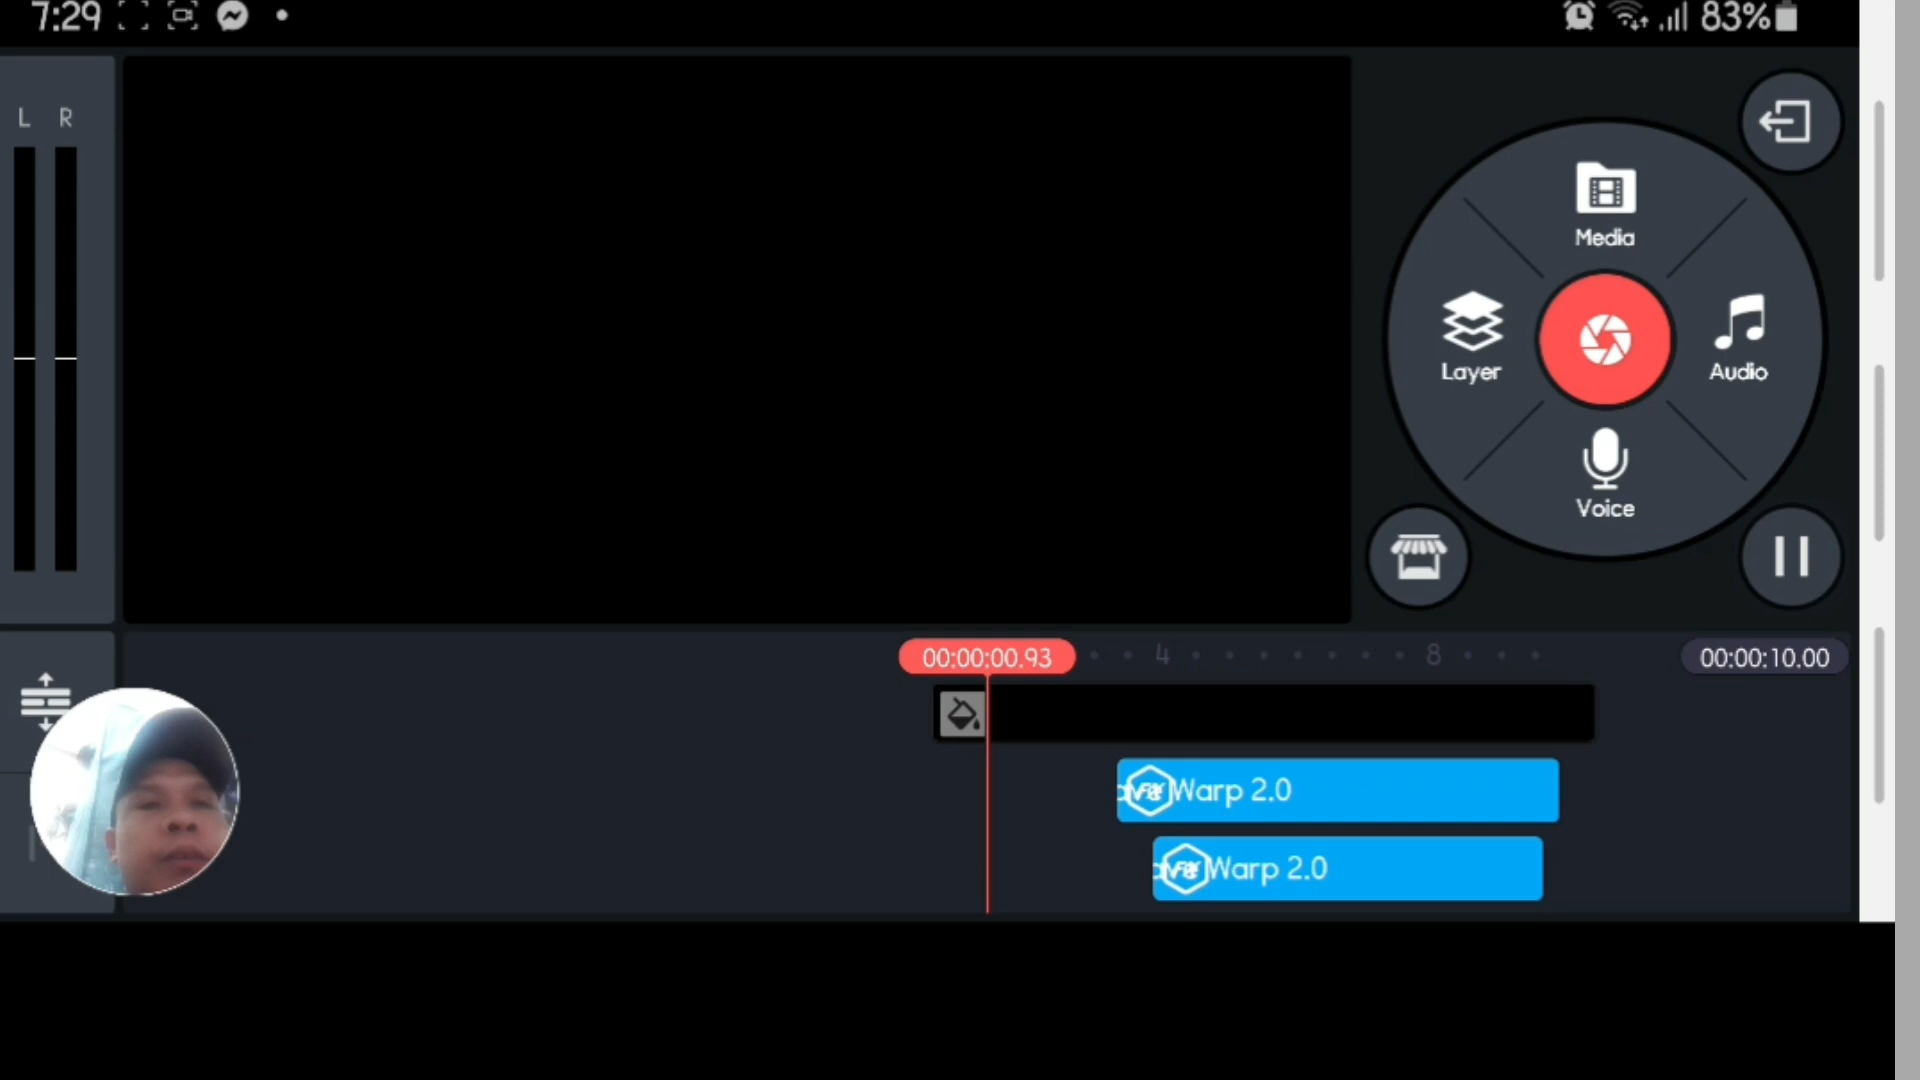 7:29
83%
L R
Media
Layer
Audio
Voice
00:00:00.93
4
8
00:00:10.00
Warp 2.0
Warp 2.0